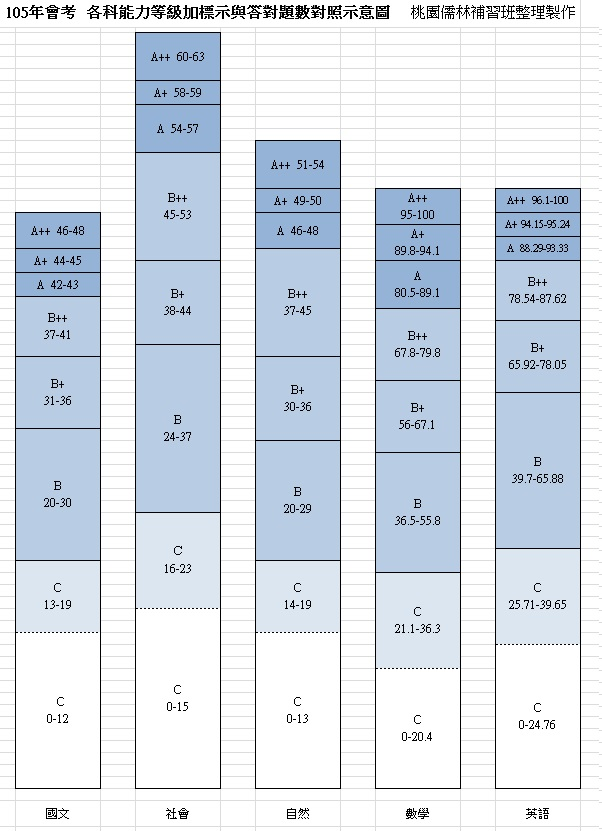 105年會考 各科能力等級加標示與答對題數對照示意圖 桃園儒林補習班整理製作
A++ 46-48
A+ 44-45
A 42-43
B++
37-41
B+
31-36
B
20-30
C
13-19
C
0-12
國文
A++ 60-63
A+ 58-59
A 54-57
B++
45-53
B+
38-44
B
24-37
C
16-23
C
0-15
社會
A++ 51-54
A+ 49-50
A 46-48
B++
37-45
B+
30-36
B
20-29
C
14-19
C
0-13
自然
A++
95-100
A+
89.8-94.1
A
80.5-89.1
B++
67.8-79.8
B+
56-67.1
B
36.5-55.8
C
21.1-36.3
C
0-20.4
數學
A++ 96.1-100
A+ 94.15-95.24
A 88.29-93.33
B++
78.54-87.62
B+
65.92-78.05
B
39.7-65.88
C
25.71-39.65
C
0-24.76
英語